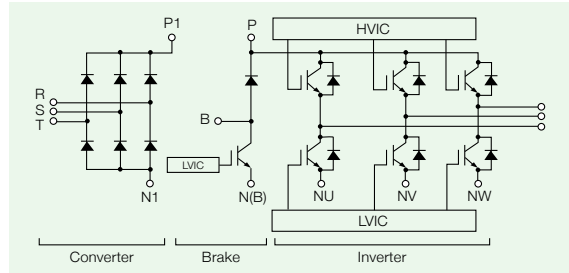 P1
P
HVIC
R
S
T
B
LVIC
N1
N(B)
NU
NV
NW
LVIC
Converter
Brake
Inverter